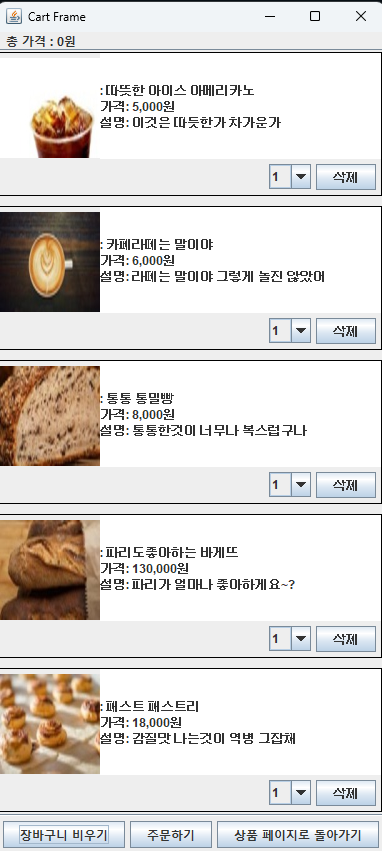 Cart Frame
총 가격 : 0원
: 따뜻한 아이스 아메리카노
가격: 5,000원
설명: 이것은 따듯한가 차가운가
1 삭제
: 카페라떼는 말이야
가격: 6,000원
설명: 라떼는 말이야 그렇게 놀진 않았어
1 삭제
: 통통 통밀빵
가격: 8,000원
설명: 통통한것이 너무나 복스럽구나
1 삭제
: 파리도좋아하는 바게뜨
가격: 130,000원
설명: 파리가 얼마나 좋아하게요~?
1 삭제
: 패스트 패스트리
가격: 18,000원
설명: 감질맛 나는것이 역병 그잡채
1 삭제
장바구니 비우기 주문하기 상품 페이지로 돌아가기